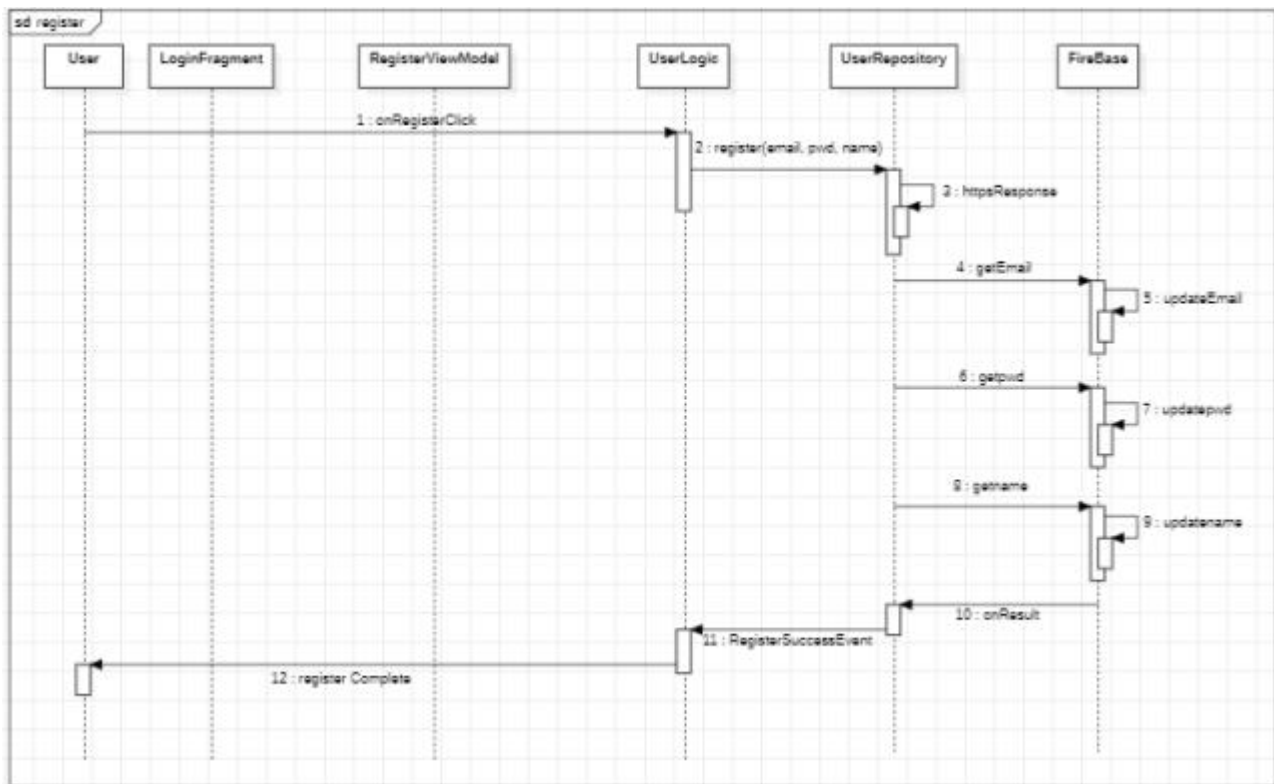 sd register
User
LoginFragment
RegisterViewModel
UserLogic
UserRepository
FireBase
1 : onRegisterClick
2 : register(email, pwd, name)
3 : httpsResponse
4 : getEmail
5 : updateEmail
6 : getpwd
7 : updatepwd
8 : getname
9 : updatename
10 : onResult
11 : RegisterSuccessEvent
12 : register Complete